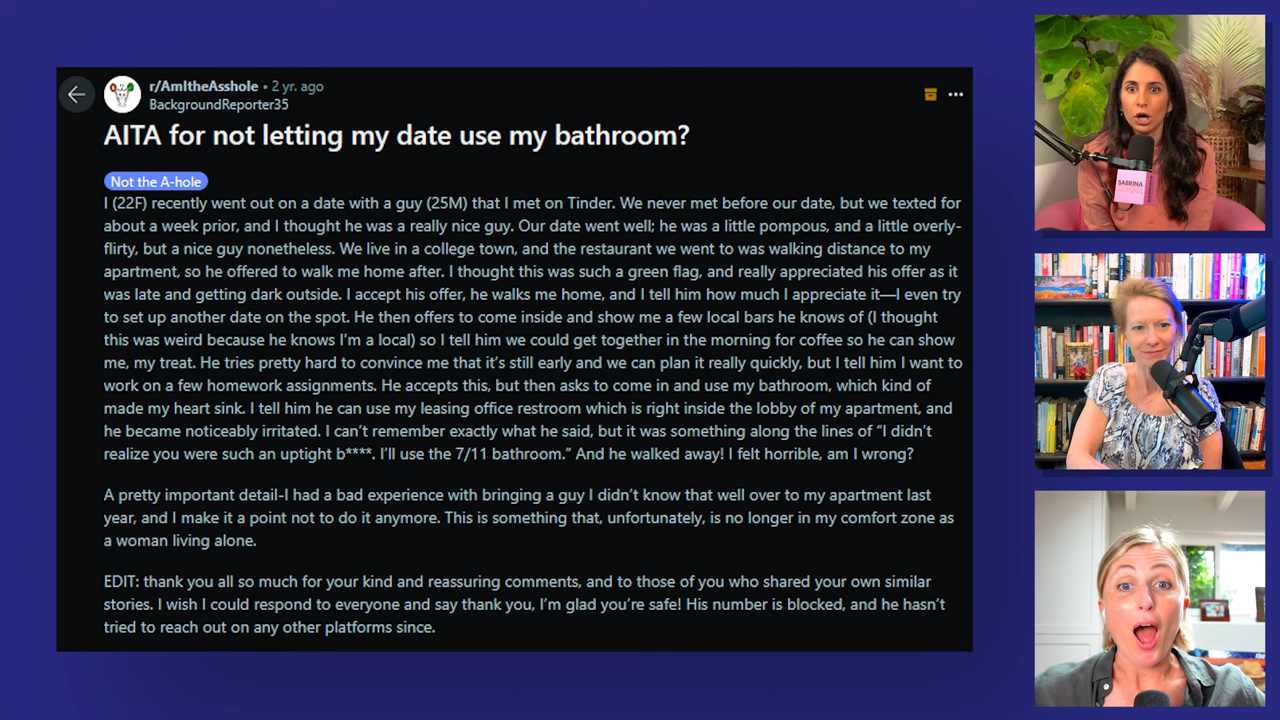 r/AmItheAsshole • 2 yr. ago
BackgroundReporter35
AITA for not letting my date use my bathroom?
Not the A-hole
I (22F) recently went out on a date with a guy (25M) that I met on Tinder. We never met before our date, but we texted for
about a week prior, and I thought he was a really nice guy. Our date went well; he was a little pompous, and a little overly-
flirty, but a nice guy nonetheless. We live in a college town, and the restaurant we went to was walking distance to my
apartment, so he offered to walk me home after. I thought this was such a green flag, and really appreciated his offer as it
was late and getting dark outside. I accept his offer, he walks me home, and I tell him how much I appreciate it—I even try
to set up another date on the spot. He then offers to come inside and show me a few local bars he knows of (I thought
this was weird because he knows I'm a local) so I tell him we could get together in the morning for coffee so he can show
me, my treat. He tries pretty hard to convince me that it's still early and we can plan it really quickly, but I tell him I want to
work on a few homework assignments. He accepts this, but then asks to come in and use my bathroom, which kind of
made my heart sink. I tell him he can use my leasing office restroom which is right inside the lobby of my apartment, and
he became noticeably irritated. I can't remember exactly what he said, but it was something along the lines of "I didn't
realize you were such an uptight b****. I'll use the 7/11 bathroom." And he walked away! I felt horrible, am I wrong?
A pretty important detail-I had a bad experience with bringing a guy I didn't know that well over to my apartment last
year, and I make it a point not to do it anymore. This is something that, unfortunately, is no longer in my comfort zone as
a woman living alone.
EDIT: thank you all so much for your kind and reassuring comments, and to those of you who shared your own similar
stories. I wish I could respond to everyone and say thank you, I'm glad you're safe! His number is blocked, and he hasn't
tried to reach out on any other platforms since.
SABRINA